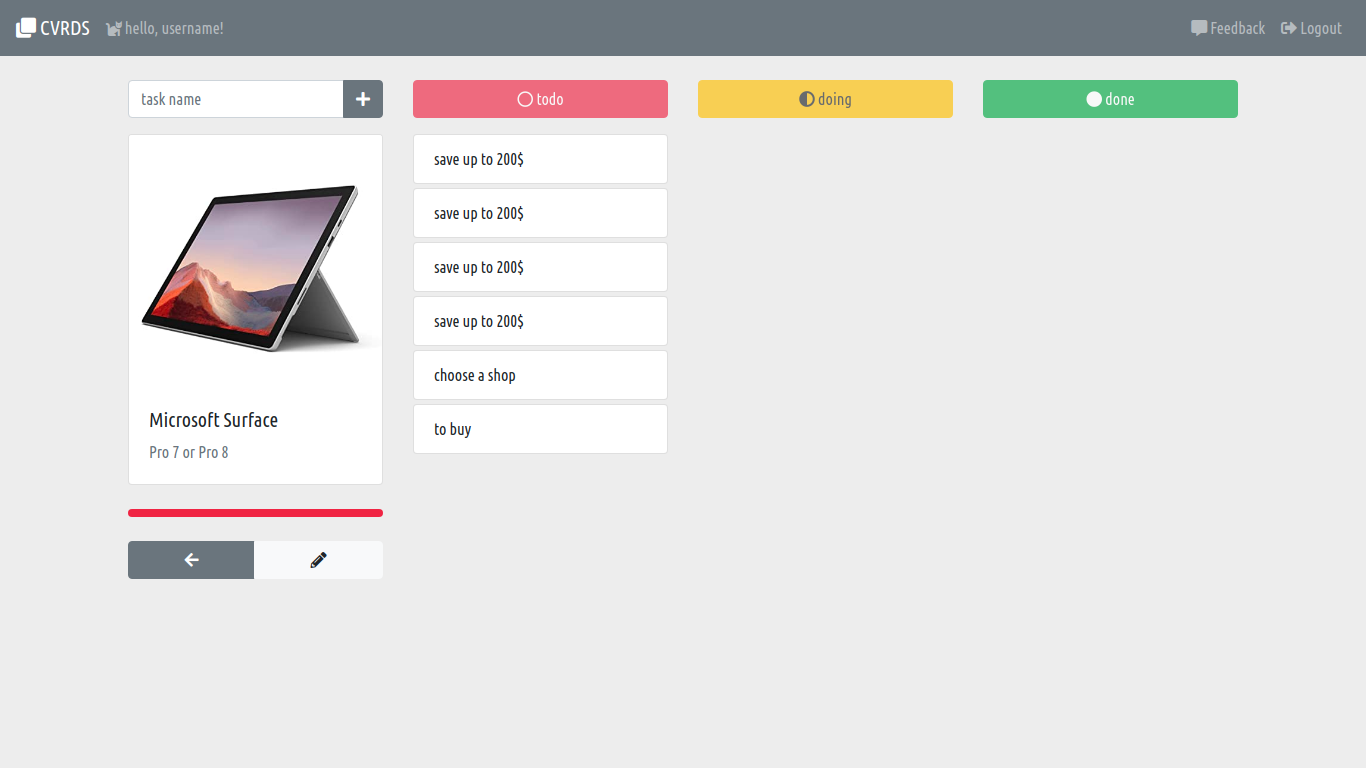 CVRDS hello, username! Feedback Logout
task name
todo
doing
done
save up to 200$
save up to 200$
save up to 200$
save up to 200$
choose a shop
to buy
Microsoft Surface
Pro 7 or Pro 8